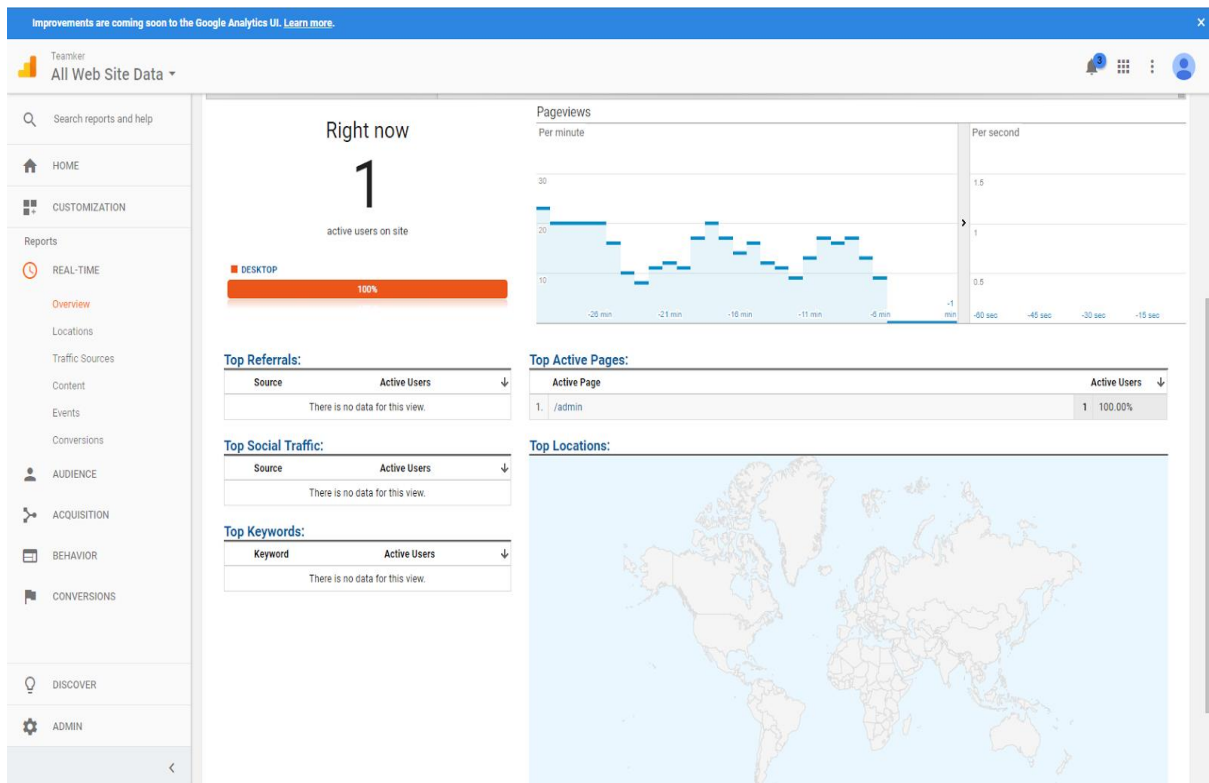 Improvements are coming soon to the Google Analytics UI. Learn more.
Teamker
All Web Site Data
3
Search reports and help
HOME
CUSTOMIZATION
Reports
REAL-TIME
Overview
Locations
Traffic Sources
Content
Events
Conversions
AUDIENCE
ACQUISITION
BEHAVIOR
CONVERSIONS
DISCOVER
ADMIN
Right now
1
active users on site
DESKTOP
100%
Pageviews
Per minute
30
20
10
-26 min -21 min -16 min -11 min -6 min -1 min
Per second
1.5
1
0.5
-60 sec -45 sec -30 sec -15 sec
Top Referrals:
Source Active Users
There is no data for this view.
Top Active Pages:
Active Page Active Users
1. /admin 1 100.00%
Top Social Traffic:
Source Active Users
There is no data for this view.
Top Keywords:
Keyword Active Users
There is no data for this view.
Top Locations: